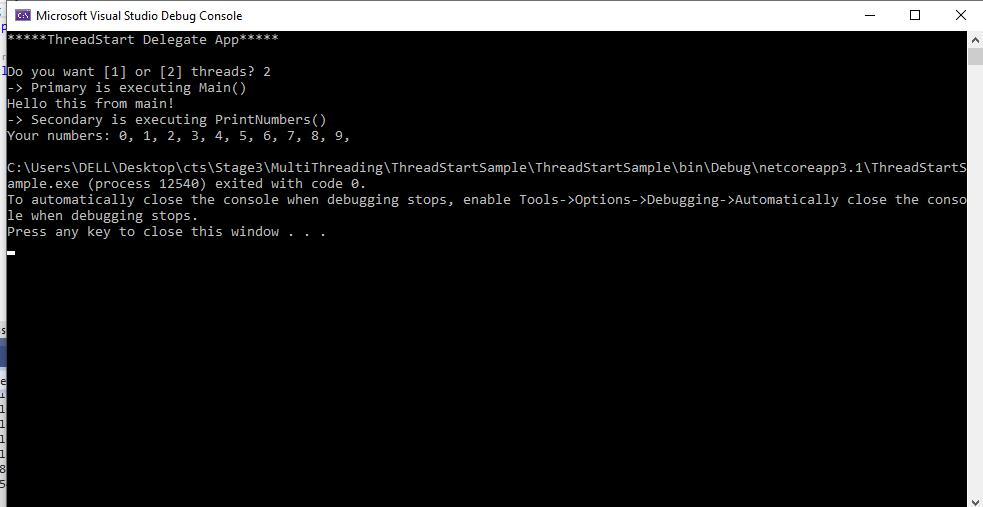 Microsoft Visual Studio Debug Console
*****ThreadStart Delegate App*****
Do you want [1] or [2] threads? 2
-> Primary is executing Main()
Hello this from main!
-> Secondary is executing PrintNumbers()
Your numbers: 0, 1, 2, 3, 4, 5, 6, 7, 8, 9,
C:\Users\DELL\Desktop\cts\Stage3\MultiThreading\ThreadStartSample\ThreadStartSample\bin\Debug\netcoreapp3.1\ThreadStartS
ample.exe (process 12540) exited with code 0.
To automatically close the console when debugging stops, enable Tools->Options->Debugging->Automatically close the conso
le when debugging stops.
Press any key to close this window . . .